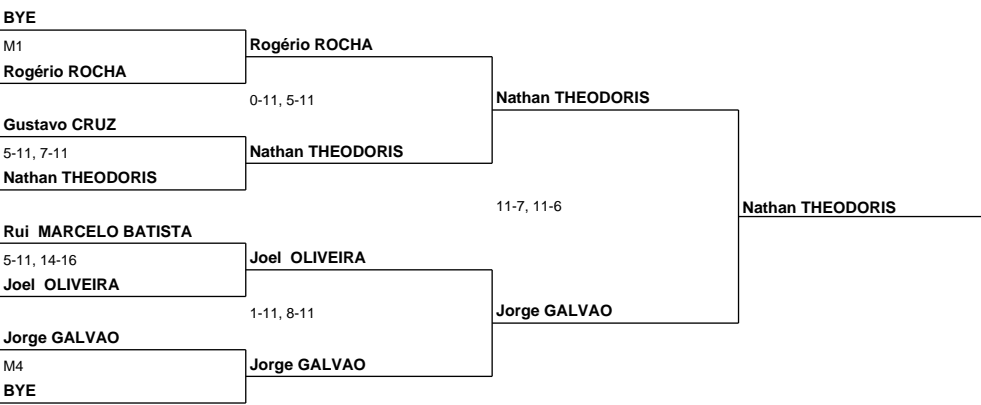 BYE
M1
Rogério ROCHA
Rogério ROCHA
0-11, 5-11
Gustavo CRUZ
5-11, 7-11
Nathan THEODORIS
Nathan THEODORIS
Nathan THEODORIS
11-7, 11-6
Nathan THEODORIS
Rui  MARCELO BATISTA
5-11, 14-16
Joel  OLIVEIRA
Joel  OLIVEIRA
1-11, 8-11
Jorge GALVAO
Jorge GALVAO
M4
BYE
Jorge GALVAO